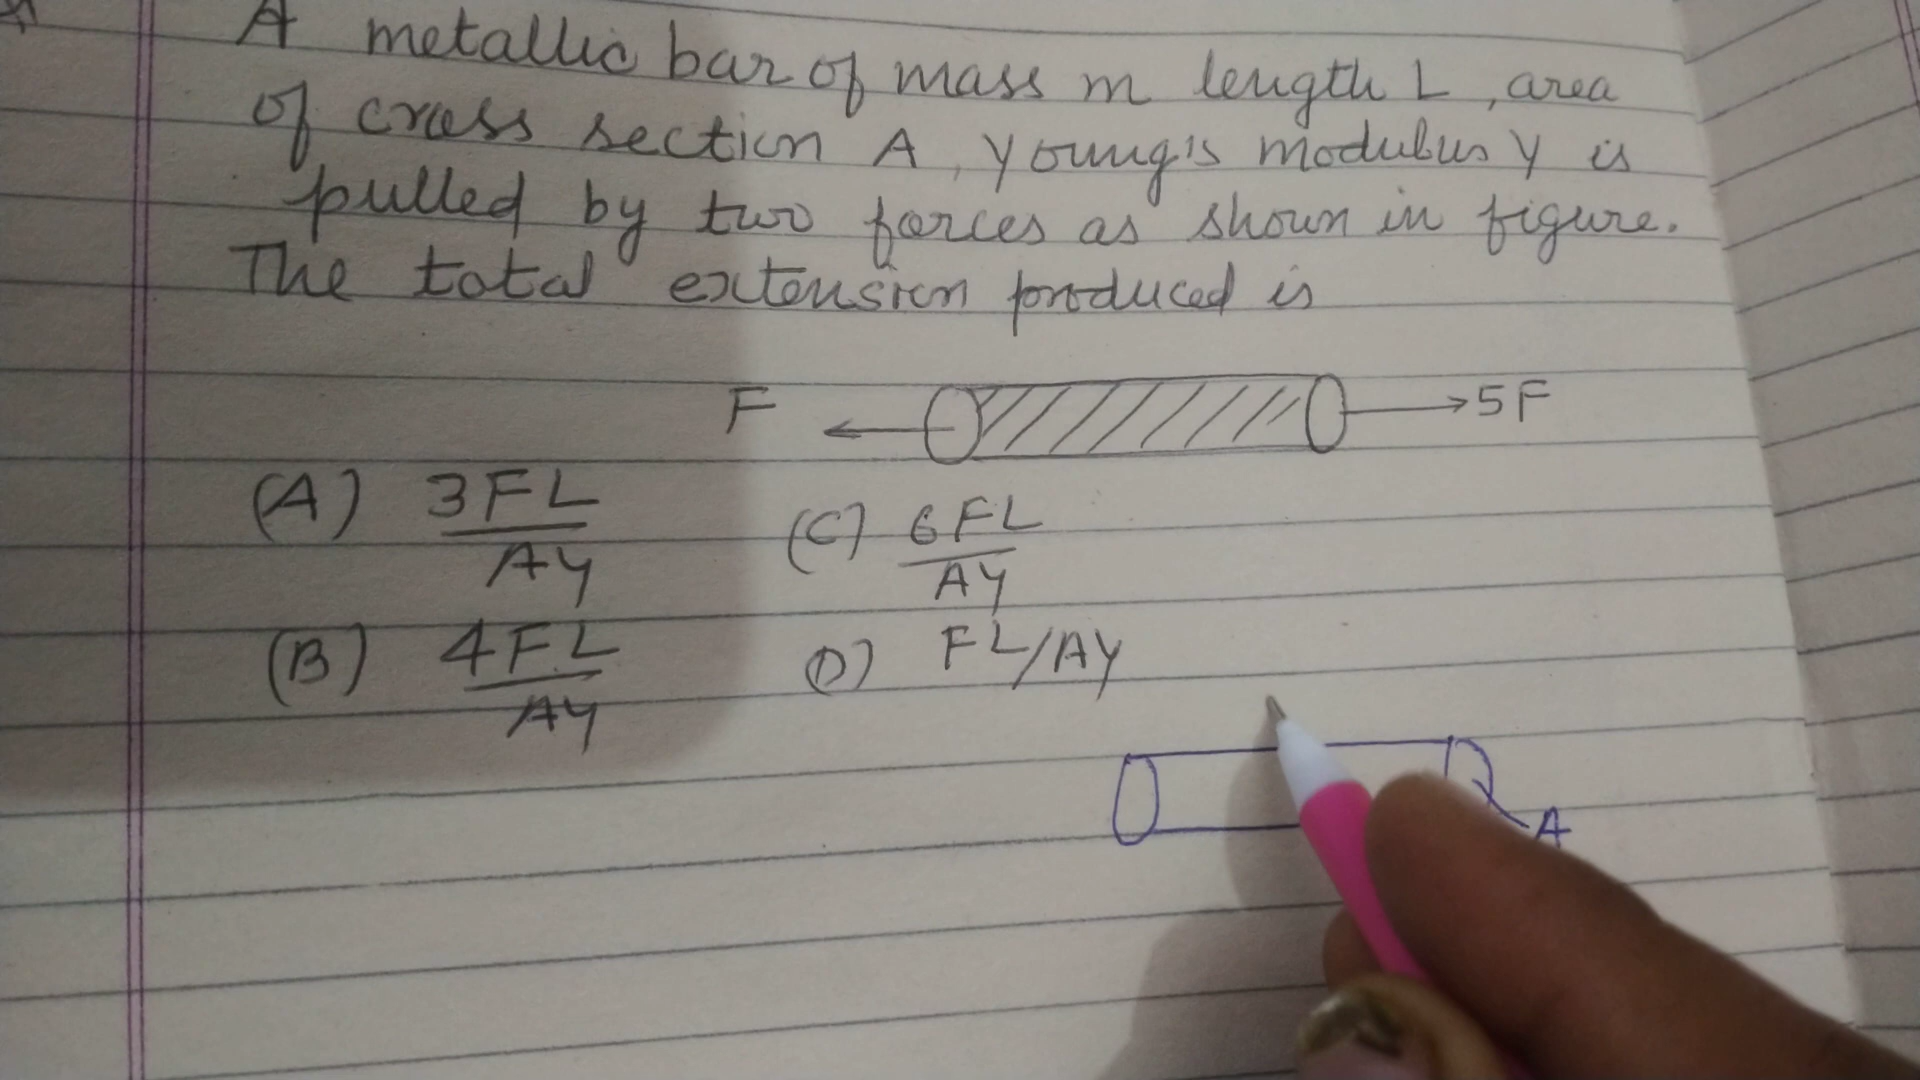 A metallic bar of mass m length L, area
of cross section A, Young's modulus Y is
pulled by two forces as shown in figure.
The total extension produced is
F 5F
(A) 3FL/AY (C) 6FL/AY
(B) 4FL/AY D) FL/AY
A